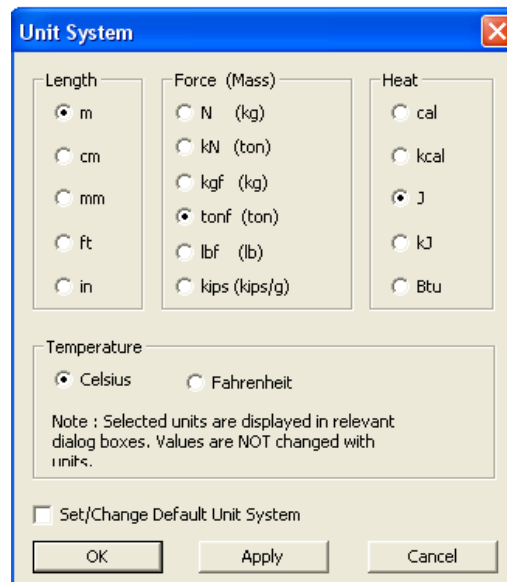 Unit System
Length
m
cm
mm
ft
in
Force (Mass)
N (kg)
kN (ton)
kgf (kg)
tonf (ton)
lbf (lb)
kips (kips/g)
Heat
cal
kcal
J
kJ
Btu
Temperature
Celsius
Fahrenheit
Note : Selected units are displayed in relevant
dialog boxes. Values are NOT changed with
units.
Set/Change Default Unit System
OK
Apply
Cancel